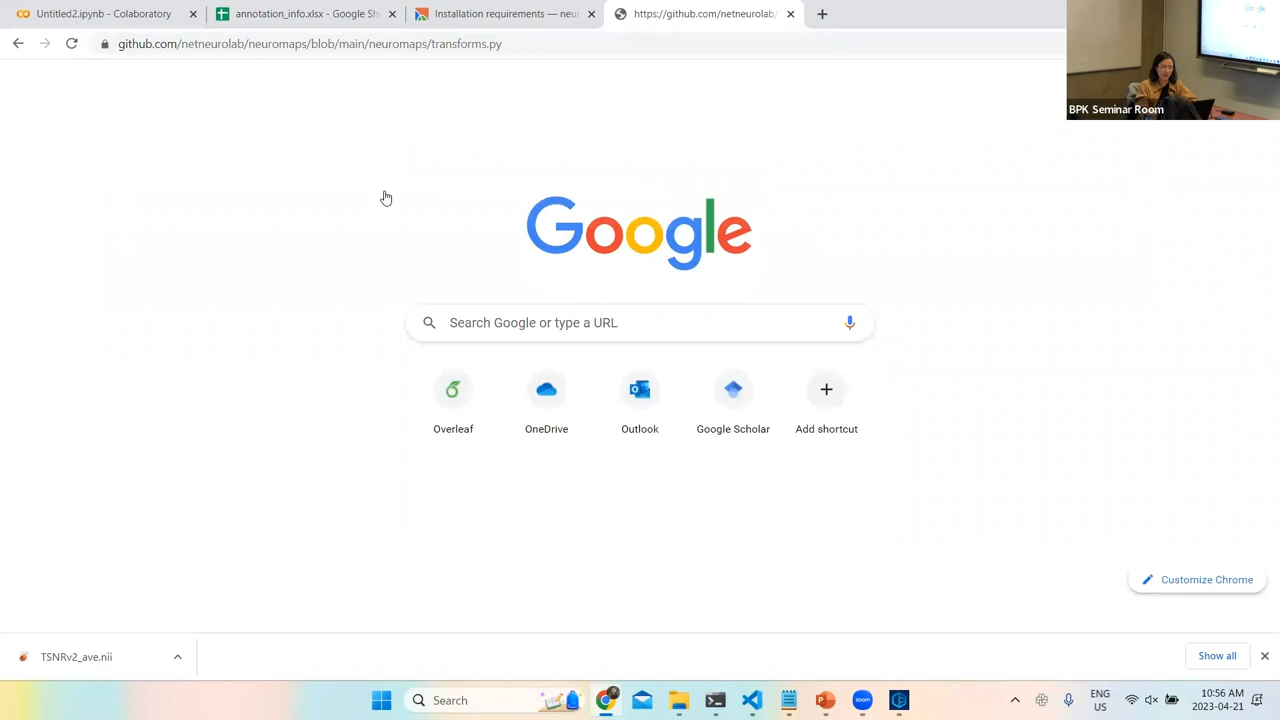 Untitled2.ipynb - Colaboratory
annotation_info.xlsx - Google Sh
Installation requirements — neu
https://github.com/netneurolab/
github.com/netneurolab/neuromaps/blob/main/neuromaps/transforms.py
BPK Seminar Room
Google
Search Google or type a URL
Overleaf
OneDrive
Outlook
Google Scholar
Add shortcut
Customize Chrome
TSNRv2_ave.nii
Show all
Search
zoom
ENG
US
10:56 AM
2023-04-21